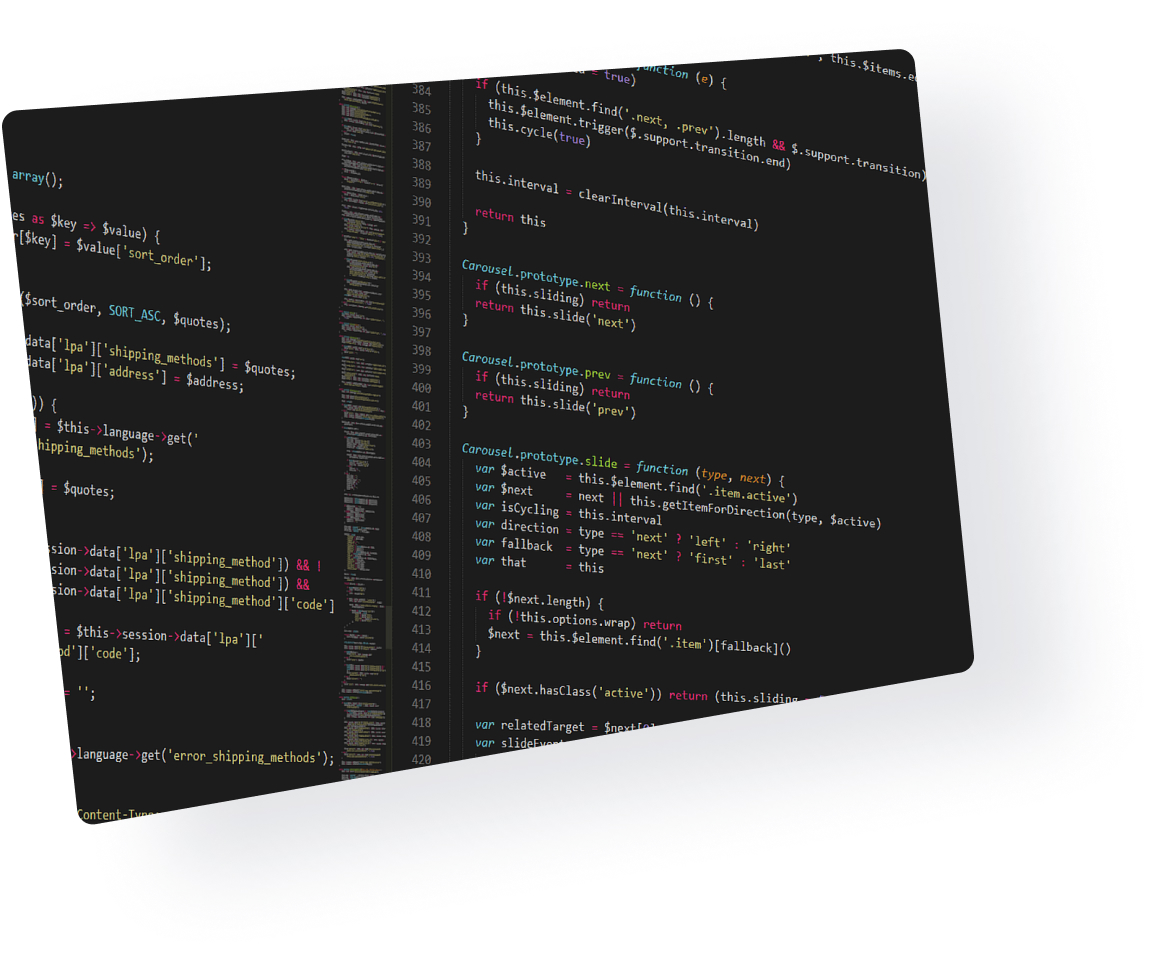 array();
es as $key => $value) {
r[$key] = $value['sort_order'];
($sort_order, SORT_ASC, $quotes);
data['lpa']['shipping_methods'] = $quotes;
data['lpa']['address'] = $address;
)) {
] = $this->language->get('
hipping_methods');
] = $quotes;
ssion->data['lpa']['shipping_method']) && !
ssion->data['lpa']['shipping_method']) &&
sion->data['lpa']['shipping_method']['code']
= $this->session->data['lpa']['
od']['code'];
= '';
>language->get('error_shipping_methods');
Content-Type
, this.$items.eq
= true)
function (e) {
384 if (this.$element.find('.next, .prev').length && $.support.transition)
385 this.$element.trigger($.support.transition.end)
386 this.cycle(true)
387 }
388
389 this.interval = clearInterval(this.interval)
390
391 return this
392 }
393
394 Carousel.prototype.next = function () {
395 if (this.sliding) return
396 return this.slide('next')
397 }
398
399 Carousel.prototype.prev = function () {
400 if (this.sliding) return
401 return this.slide('prev')
402 }
403
404 Carousel.prototype.slide = function (type, next) {
405 var $active = this.$element.find('.item.active')
406 var $next = next || this.getItemForDirection(type, $active)
407 var isCycling = this.interval
408 var direction = type == 'next' ? 'left' : 'right'
409 var fallback = type == 'next' ? 'first' : 'last'
410 var that = this
411
412 if (!$next.length) {
413 if (!this.options.wrap) return
414 $next = this.$element.find('.item')[fallback]()
415 }
416
417 if ($next.hasClass('active')) return (this.sliding =
418
419 var relatedTarget = $next[0]
420 var slideEvent